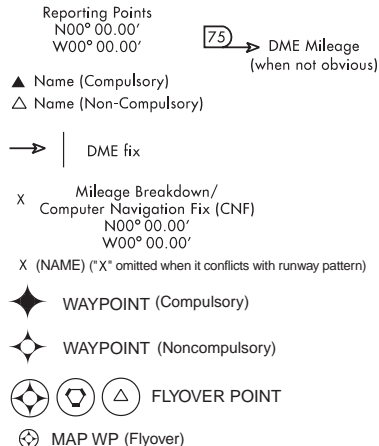 Reporting Points
N00° 00.00'
W00° 00.00'
75
DME Mileage
(when not obvious)
Name (Compulsory)
Name (Non-Compulsory)
DME fix
X
Mileage Breakdown/
Computer Navigation Fix (CNF)
N00° 00.00'
W00° 00.00'
X (NAME) ("X" omitted when it conflicts with runway pattern)
WAYPOINT (Compulsory)
WAYPOINT (Noncompulsory)
FLYOVER POINT
MAP WP (Flyover)